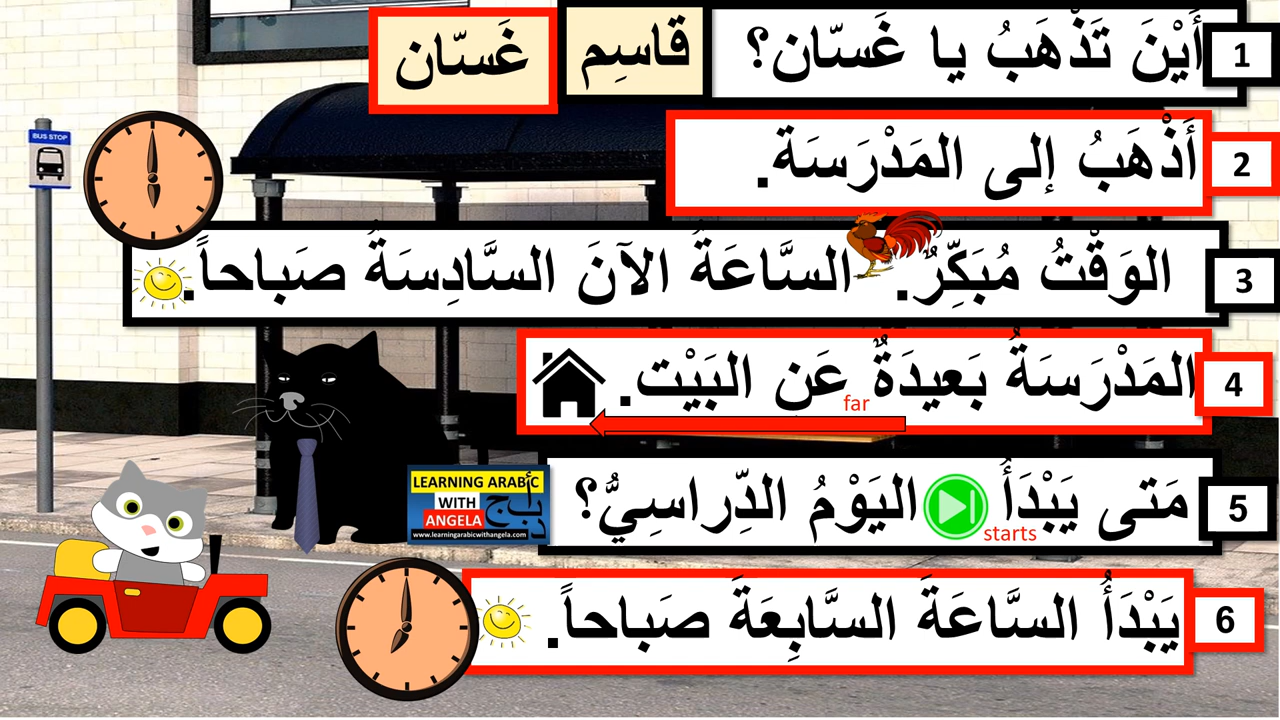 1
أَيْنَ تَذْهَبُ يا غَسّان؟
قاسِم
غَسّان
2
أَذْهَبُ إلى المَدْرَسَة.
BUS STOP
3
الوَقْتُ مُبَكِّرٌ. السَّاعَةُ الآنَ السَّادِسَةُ صَباحاً.
4
المَدْرَسَةُ بَعيدَةٌ عَن البَيْت.
far
5
مَتى يَبْدَأُ اليَوْمُ الدِّراسِيُّ؟
starts
LEARNING ARABIC
WITH
ANGELA
www.learningarabicwithangela.com
6
يَبْدَأُ السَّاعَةَ السَّابِعَةَ صَباحاً.